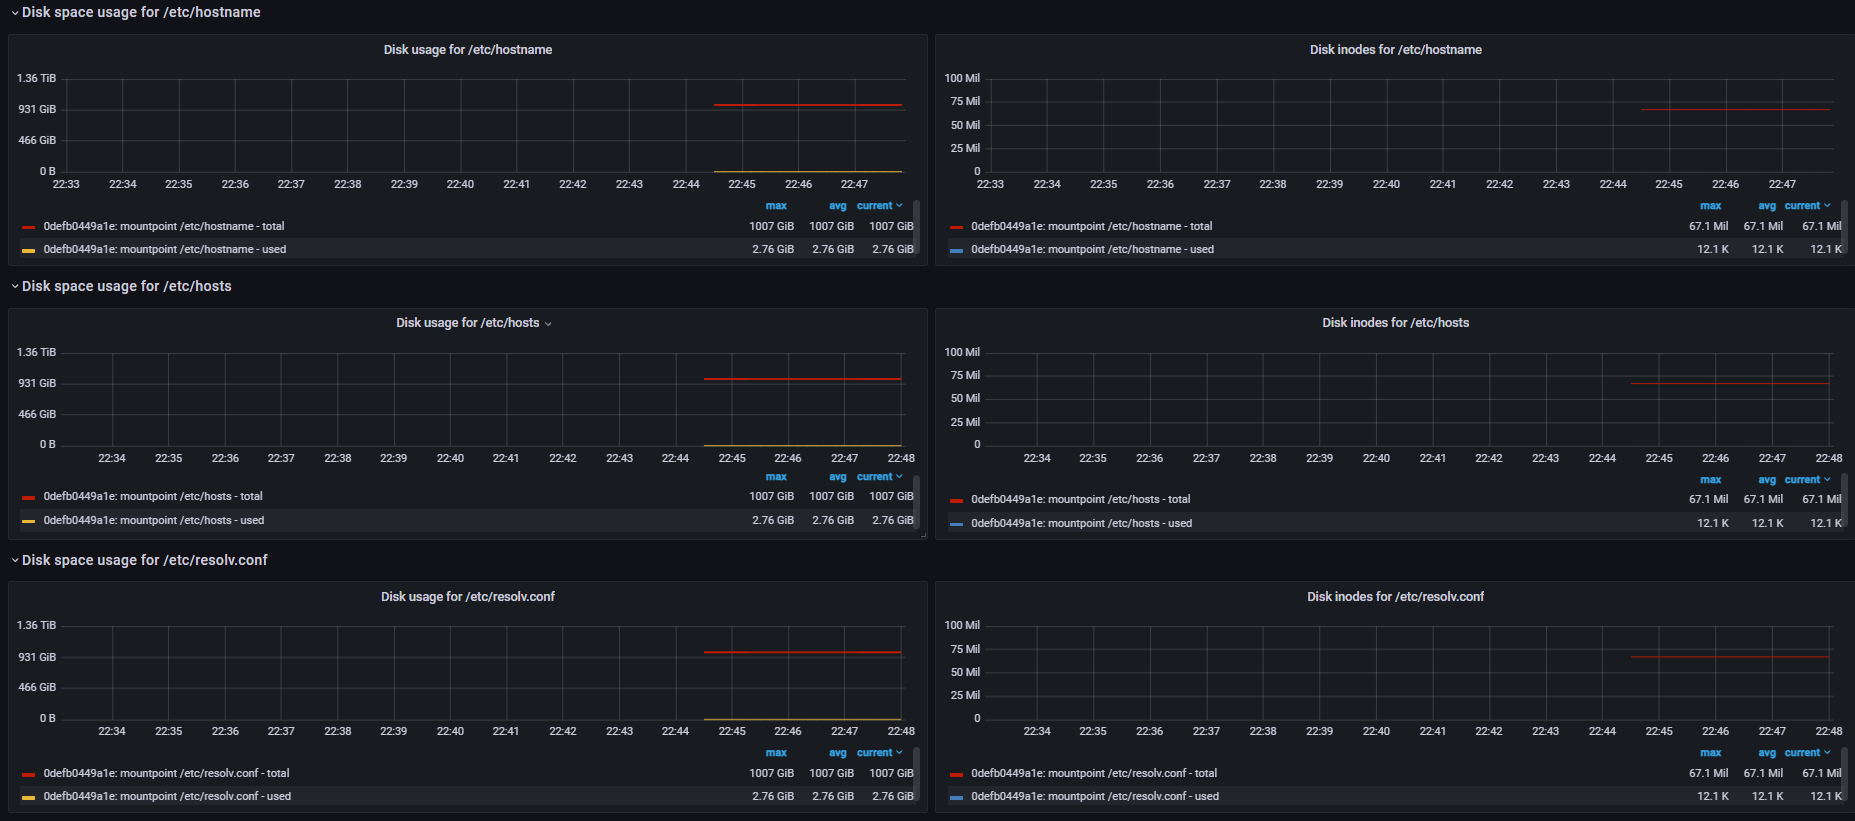 Disk space usage for /etc/hostname
Disk usage for /etc/hostname
1.36 TiB
931 GiB
466 GiB
0 B
22:33 22:34 22:35 22:36 22:37 22:38 22:39 22:40 22:41 22:42 22:43 22:44 22:45 22:46 22:47
max avg current
0defb0449a1e: mountpoint /etc/hostname - total 1007 GiB 1007 GiB 1007 GiB
0defb0449a1e: mountpoint /etc/hostname - used 2.76 GiB 2.76 GiB 2.76 GiB
Disk inodes for /etc/hostname
100 Mil
75 Mil
50 Mil
25 Mil
0
22:33 22:34 22:35 22:36 22:37 22:38 22:39 22:40 22:41 22:42 22:43 22:44 22:45 22:46 22:47
max avg current
0defb0449a1e: mountpoint /etc/hostname - total 67.1 Mil 67.1 Mil 67.1 Mil
0defb0449a1e: mountpoint /etc/hostname - used 12.1 K 12.1 K 12.1 K
Disk space usage for /etc/hosts
Disk usage for /etc/hosts
1.36 TiB
931 GiB
466 GiB
0 B
22:34 22:35 22:36 22:37 22:38 22:39 22:40 22:41 22:42 22:43 22:44 22:45 22:46 22:47 22:48
max avg current
0defb0449a1e: mountpoint /etc/hosts - total 1007 GiB 1007 GiB 1007 GiB
0defb0449a1e: mountpoint /etc/hosts - used 2.76 GiB 2.76 GiB 2.76 GiB
Disk inodes for /etc/hosts
100 Mil
75 Mil
50 Mil
25 Mil
0
22:34 22:35 22:36 22:37 22:38 22:39 22:40 22:41 22:42 22:43 22:44 22:45 22:46 22:47 22:48
max avg current
0defb0449a1e: mountpoint /etc/hosts - total 67.1 Mil 67.1 Mil 67.1 Mil
0defb0449a1e: mountpoint /etc/hosts - used 12.1 K 12.1 K 12.1 K
Disk space usage for /etc/resolv.conf
Disk usage for /etc/resolv.conf
1.36 TiB
931 GiB
466 GiB
0 B
22:34 22:35 22:36 22:37 22:38 22:39 22:40 22:41 22:42 22:43 22:44 22:45 22:46 22:47 22:48
max avg current
0defb0449a1e: mountpoint /etc/resolv.conf - total 1007 GiB 1007 GiB 1007 GiB
0defb0449a1e: mountpoint /etc/resolv.conf - used 2.76 GiB 2.76 GiB 2.76 GiB
Disk inodes for /etc/resolv.conf
100 Mil
75 Mil
50 Mil
25 Mil
0
22:34 22:35 22:36 22:37 22:38 22:39 22:40 22:41 22:42 22:43 22:44 22:45 22:46 22:47 22:48
max avg current
0defb0449a1e: mountpoint /etc/resolv.conf - total 67.1 Mil 67.1 Mil 67.1 Mil
0defb0449a1e: mountpoint /etc/resolv.conf - used 12.1 K 12.1 K 12.1 K